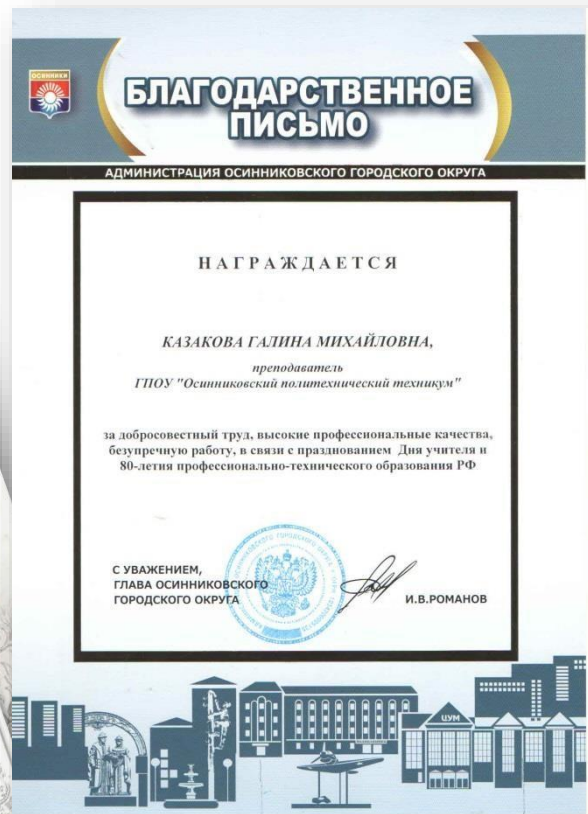 ОСИННИКИ
БЛАГОДАРСТВЕННОЕ
ПИСЬМО
АДМИНИСТРАЦИЯ ОСИННИКОВСКОГО ГОРОДСКОГО ОКРУГА
НАГРАЖДАЕТСЯ
КАЗАКОВА ГАЛИНА МИХАЙЛОВНА,
преподаватель
ГПОУ "Осинниковский политехнический техникум"
за добросовестный труд, высокие профессиональные качества,
безупречную работу, в связи с празднованием Дня учителя и
80-летия профессионально-технического образования РФ
С УВАЖЕНИЕМ,
ГЛАВА ОСИННИКОВСКОГО
ГОРОДСКОГО ОКРУГА
И.В.РОМАНОВ
ЦУМ